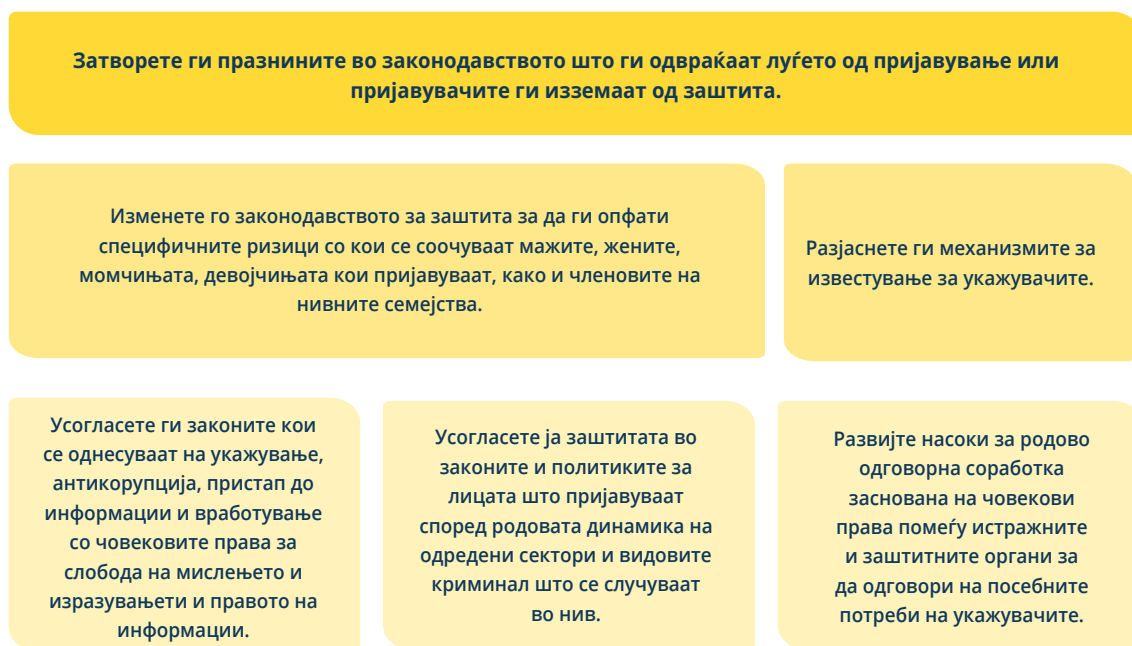 Затворете ги празнините во законодавството што ги одвраќаат луѓето од пријавување или
пријавувачите ги изземаат од заштита.
Изменете го законодавството за заштита за да ги опфати
специфичните ризици со кои се соочуваат мажите, жените,
момчињата, девојчињата кои пријавуваат, како и членовите на
нивните семејства.
Разјаснете ги механизмите за
известување за укажувачите.
Усогласете ги законите кои
се однесуваат на укажување,
антикорупција, пристап до
информации и вработување
со човековите права за
слобода на мислењето и
изразувањети и правото на
информации.
Усогласете ја заштитата во
законите и политиките за
лицата што пријавуваат
според родовата динамика на
одредени сектори и видовите
криминал што се случуваат
во нив.
Развијте насоки за родово
одговорна соработка
заснована на човекови
права помеѓу истражните
и заштитните органи за
да одговори на посебните
потреби на укажувачите.